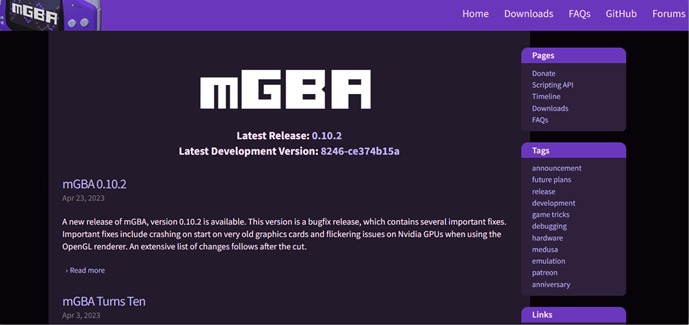 mGBA
Home Downloads FAQs GitHub Forums
mGBA
Latest Release: 0.10.2
Latest Development Version: 8246-ce374b15a
mGBA 0.10.2
Apr 23, 2023
A new release of mGBA, version 0.10.2 is available. This version is a bugfix release, which contains several important fixes.
Important fixes include crashing on start on very old graphics cards and flickering issues on Nvidia GPUs when using the
OpenGL renderer. An extensive list of changes follows after the cut.
› Read more
mGBA Turns Ten
Apr 3, 2023
Pages
Donate
Scripting API
Timeline
Downloads
FAQs
Tags
announcement
future plans
release
development
game tricks
debugging
hardware
medusa
emulation
patreon
anniversary
Links